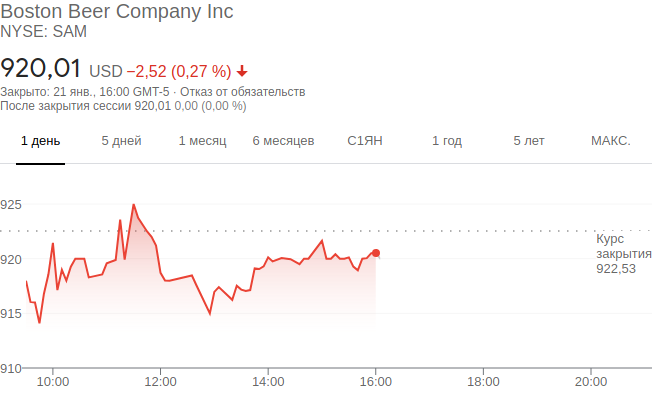 Boston Beer Company Inc
NYSE: SAM
920,01 USD −2,52 (0,27 %)
Закрыто: 21 янв., 16:00 GMT-5 · Отказ от обязательств
После закрытия сессии 920,01 0,00 (0,00 %)
1 день 5 дней 1 месяц 6 месяцев С1ЯН 1 год 5 лет МАКС.
925
Курс
закрытия
922,53
920
915
910
10:00 12:00 14:00 16:00 18:00 20:00